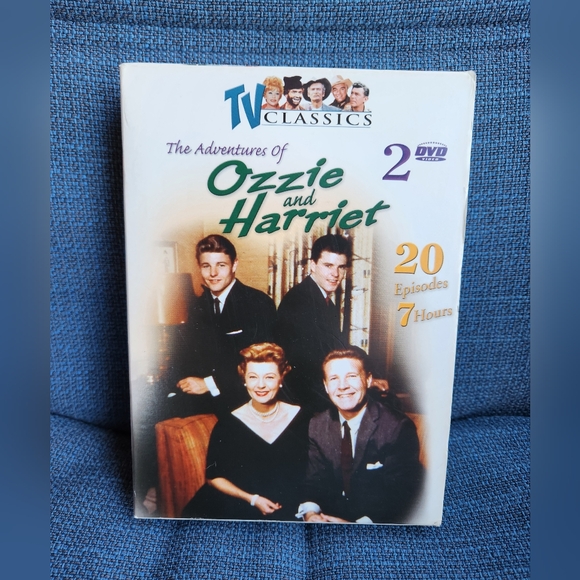 TV CLASSICS
The Adventures Of
Ozzie
and
Harriet
2 DVD
VIDEO
20
Episodes
7 Hours